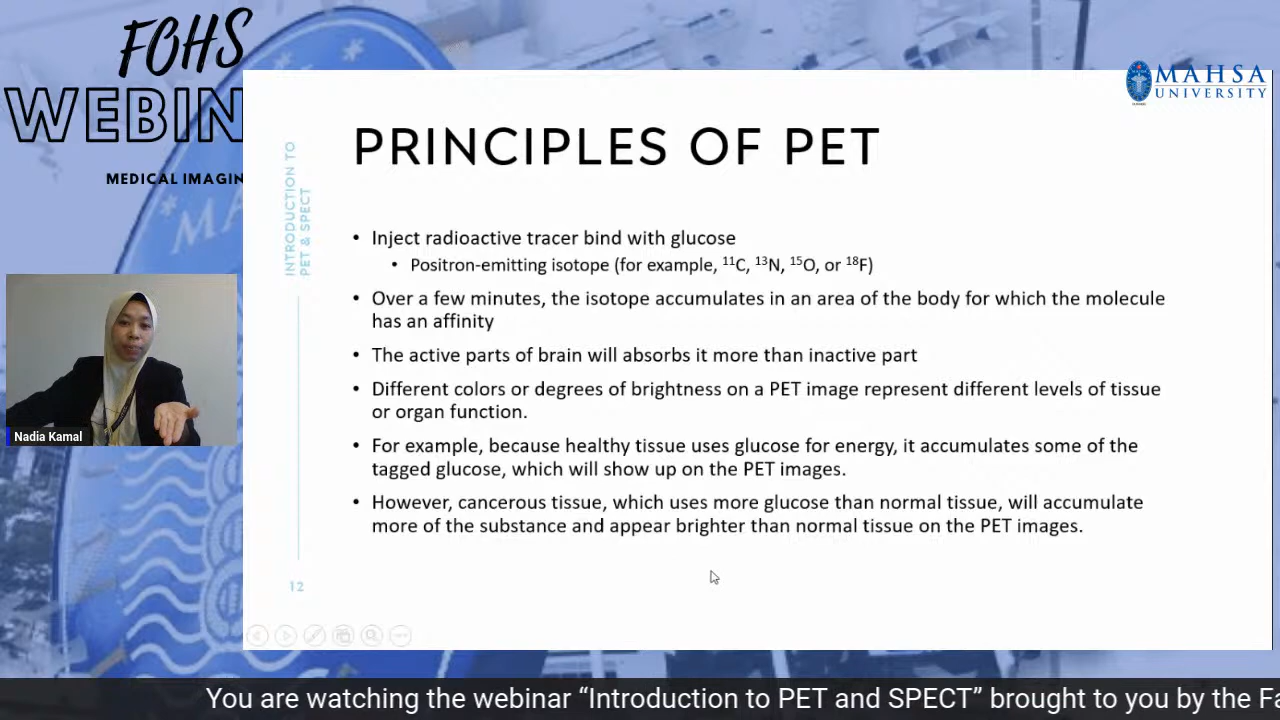 FOHS
WEBIN
MEDICAL IMAGIN
MAHSA
UNIVERSITY
INTRODUCTION TO
PET & SPECT
PRINCIPLES OF PET
• Inject radioactive tracer bind with glucose
• Positron-emitting isotope (for example, ¹¹C, ¹³N, ¹⁵O, or ¹⁸F)
• Over a few minutes, the isotope accumulates in an area of the body for which the molecule
has an affinity
• The active parts of brain will absorbs it more than inactive part
• Different colors or degrees of brightness on a PET image represent different levels of tissue
or organ function.
• For example, because healthy tissue uses glucose for energy, it accumulates some of the
tagged glucose, which will show up on the PET images.
• However, cancerous tissue, which uses more glucose than normal tissue, will accumulate
more of the substance and appear brighter than normal tissue on the PET images.
12
Nadia Kamal
You are watching the webinar “Introduction to PET and SPECT” brought to you by the Fa